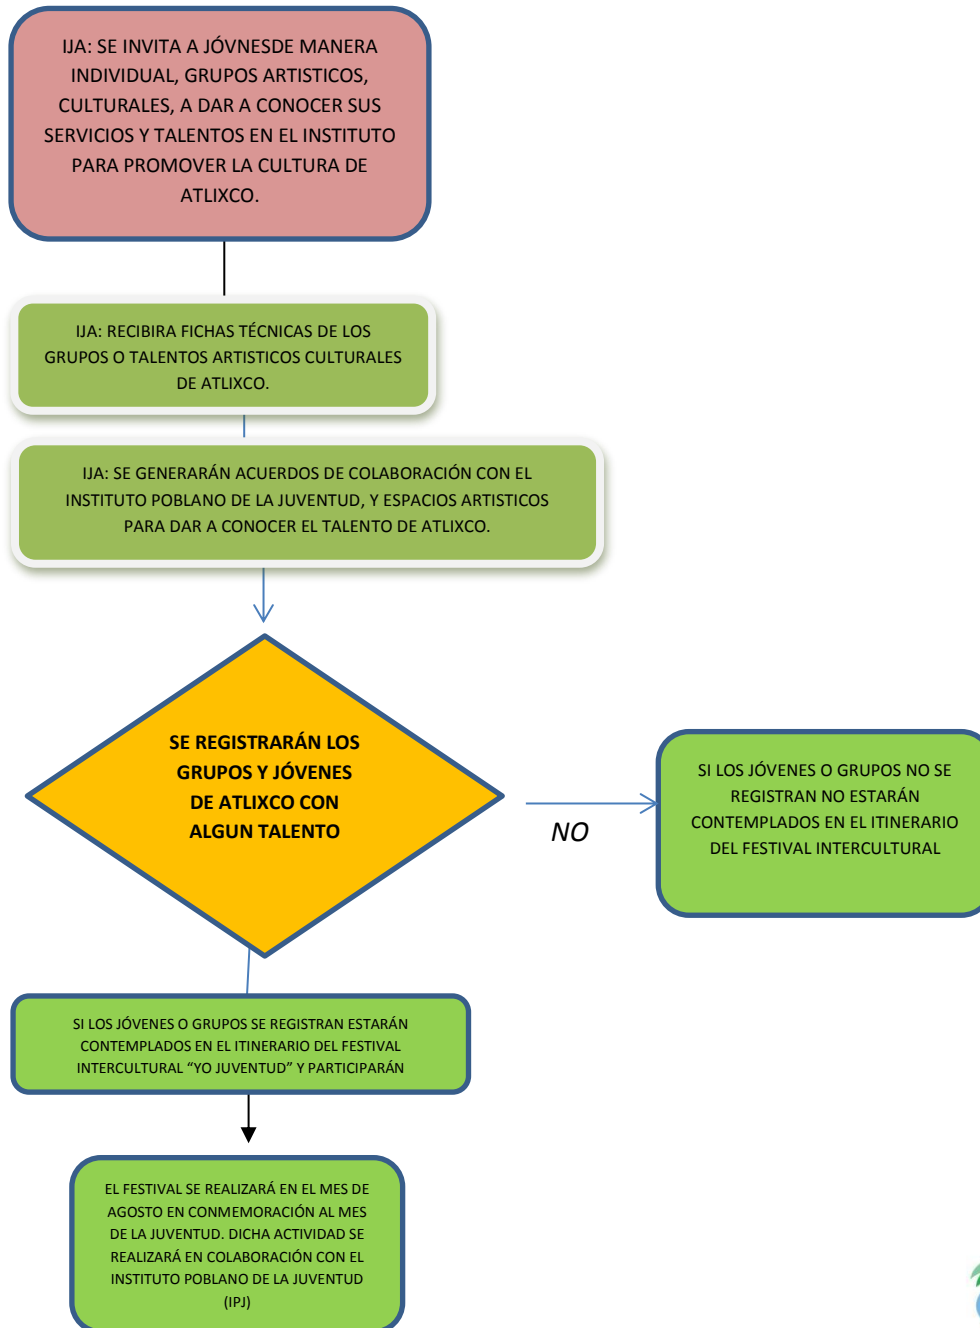 IJA: SE INVITA A JÓVNESDE MANERA
INDIVIDUAL, GRUPOS ARTISTICOS,
CULTURALES, A DAR A CONOCER SUS
SERVICIOS Y TALENTOS EN EL INSTITUTO
PARA PROMOVER LA CULTURA DE
ATLIXCO.
IJA: RECIBIRA FICHAS TÉCNICAS DE LOS
GRUPOS O TALENTOS ARTISTICOS CULTURALES
DE ATLIXCO.
IJA: SE GENERARÁN ACUERDOS DE COLABORACIÓN CON EL
INSTITUTO POBLANO DE LA JUVENTUD, Y ESPACIOS ARTISTICOS
PARA DAR A CONOCER EL TALENTO DE ATLIXCO.
SE REGISTRARÁN LOS
GRUPOS Y JÓVENES
DE ATLIXCO CON
ALGUN TALENTO
NO
SI LOS JÓVENES O GRUPOS NO SE
REGISTRAN NO ESTARÁN
CONTEMPLADOS EN EL ITINERARIO
DEL FESTIVAL INTERCULTURAL
SI LOS JÓVENES O GRUPOS SE REGISTRAN ESTARÁN
CONTEMPLADOS EN EL ITINERARIO DEL FESTIVAL
INTERCULTURAL “YO JUVENTUD” Y PARTICIPARÁN
EL FESTIVAL SE REALIZARÁ EN EL MES DE
AGOSTO EN CONMEMORACIÓN AL MES
DE LA JUVENTUD. DICHA ACTIVIDAD SE
REALIZARÁ EN COLABORACIÓN CON EL
INSTITUTO POBLANO DE LA JUVENTUD
(IPJ)